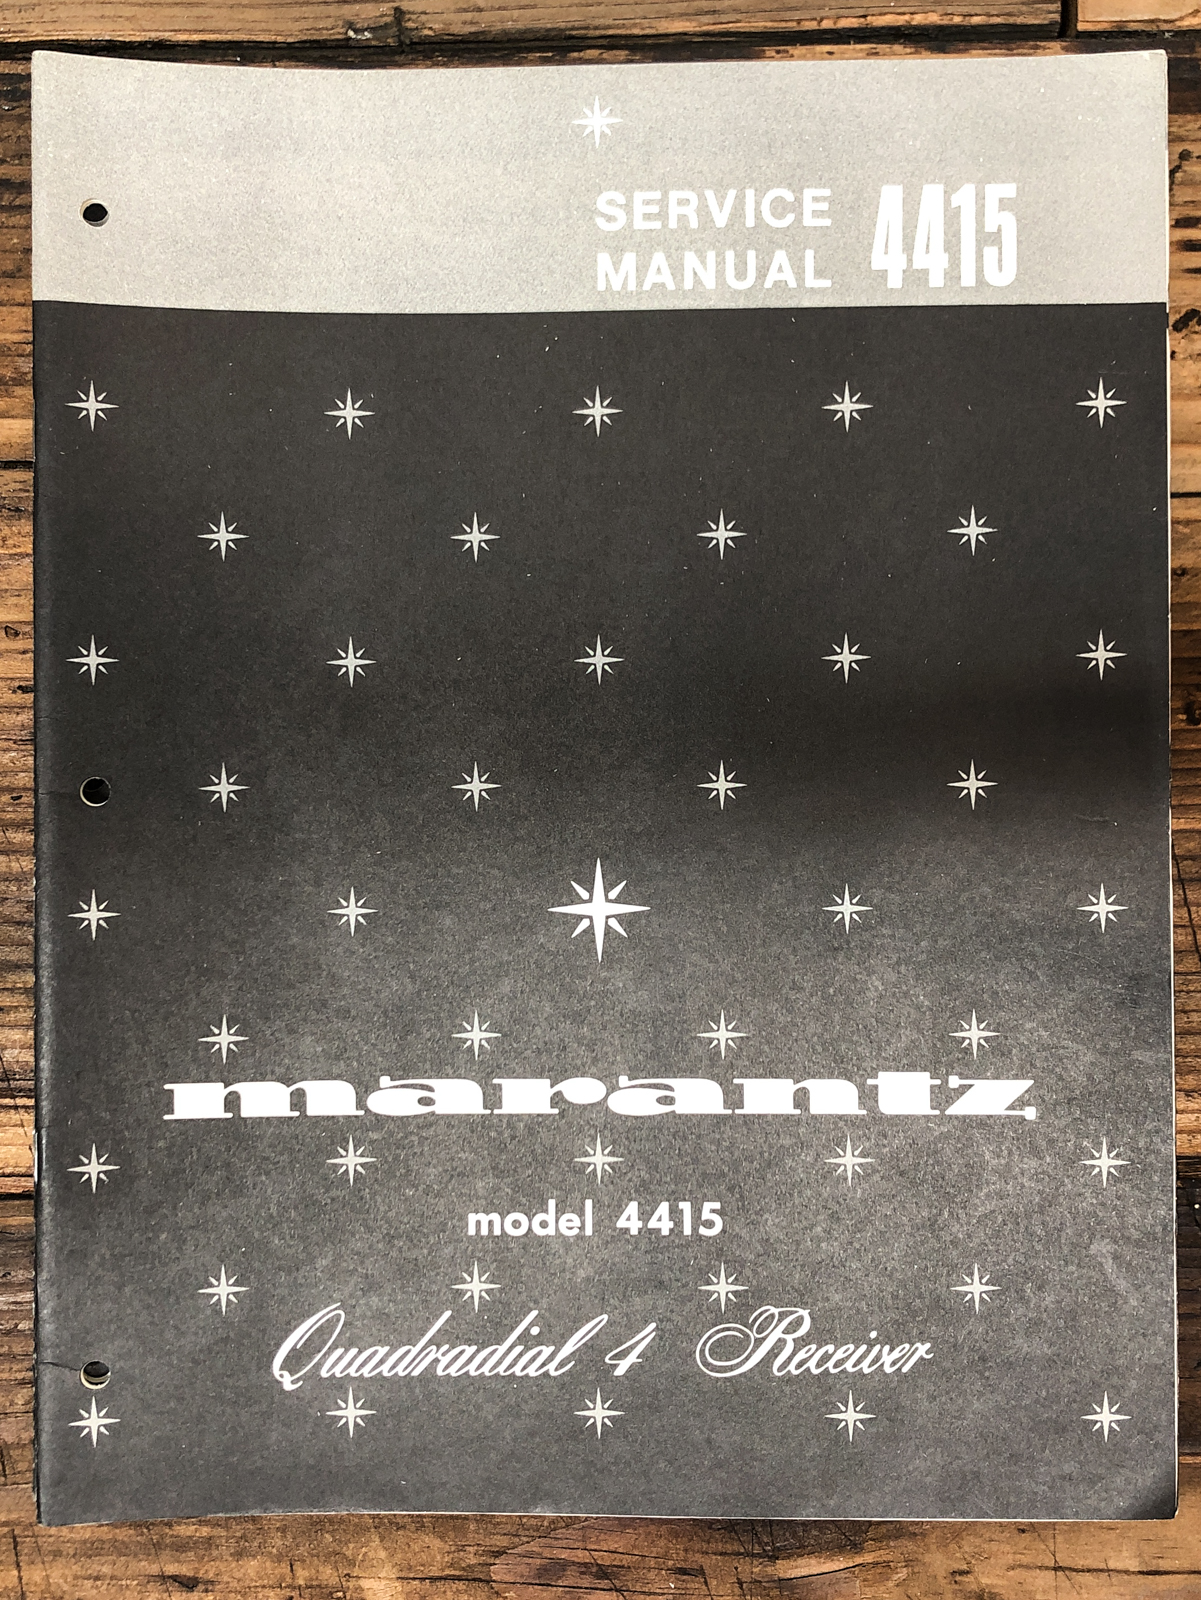 SERVICE MANUAL 4415
marantz
model 4415
Quadradial 4 Receiver